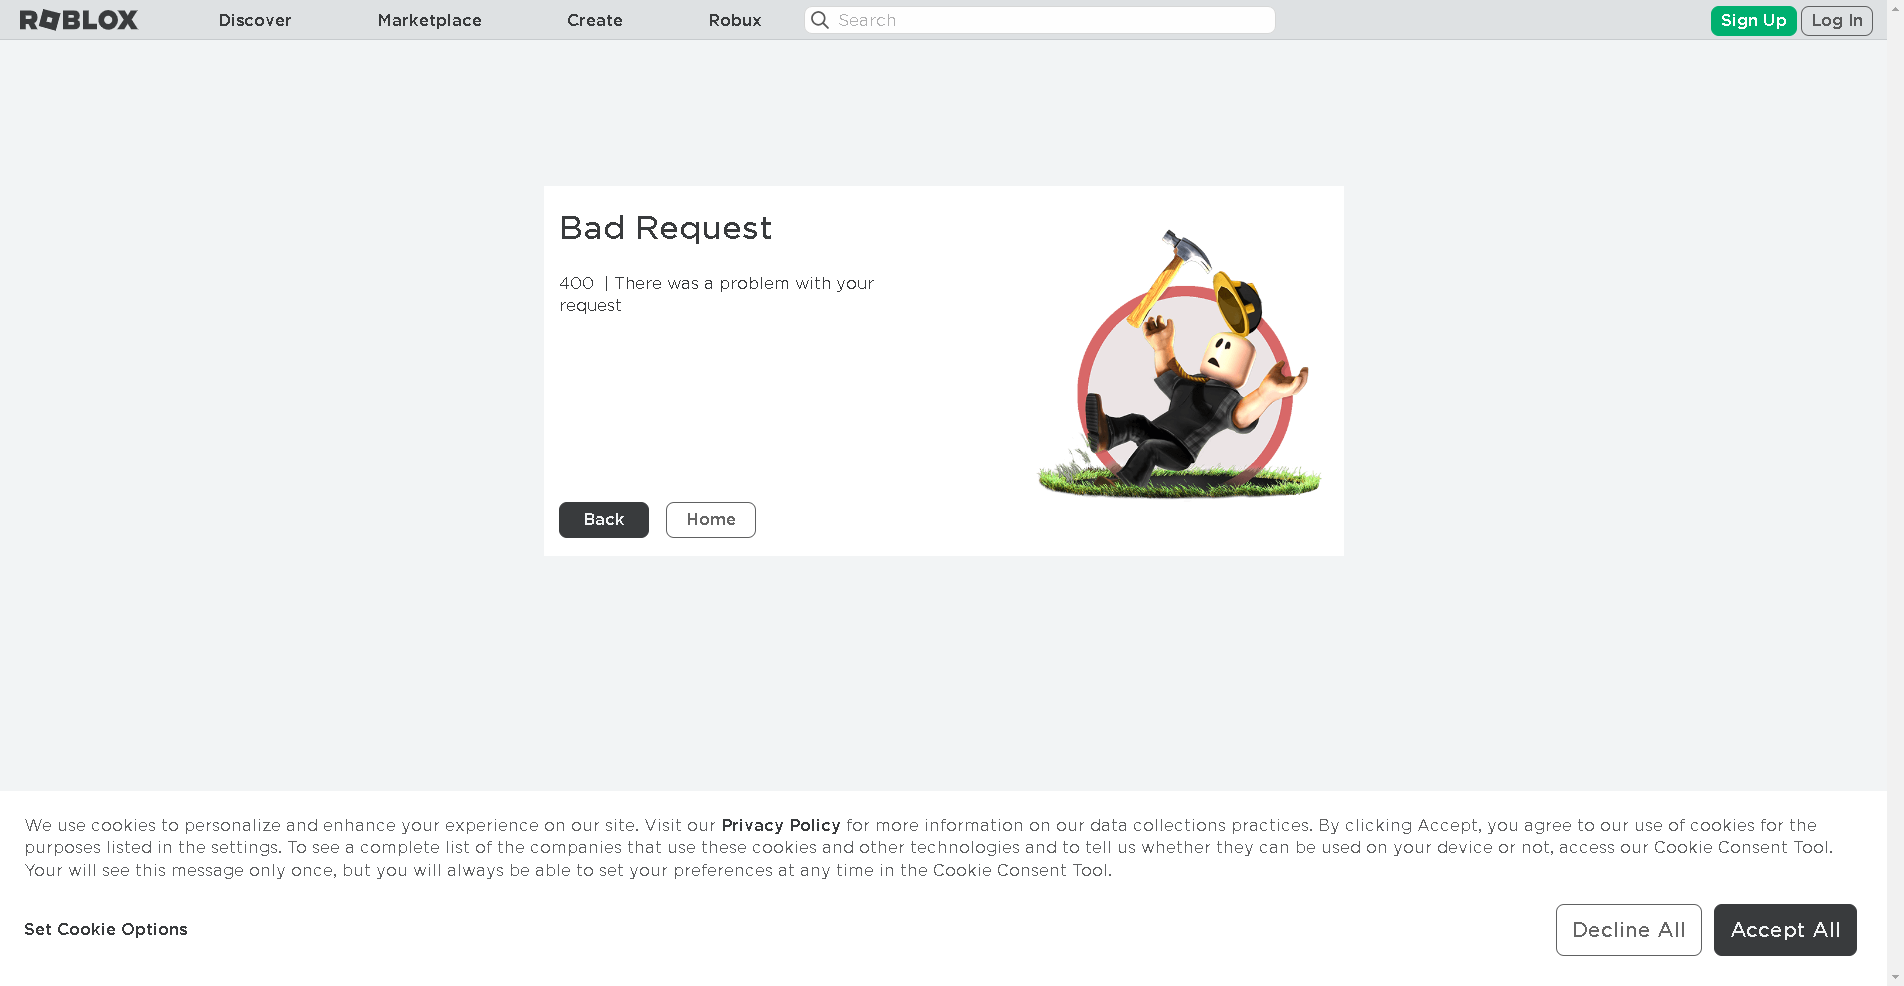 ROBLOX Discover Marketplace Create Robux Search Sign Up Log In
Bad Request
400 | There was a problem with your
request
Back Home
We use cookies to personalize and enhance your experience on our site. Visit our Privacy Policy for more information on our data collections practices. By clicking Accept, you agree to our use of cookies for the
purposes listed in the settings. To see a complete list of the companies that use these cookies and other technologies and to tell us whether they can be used on your device or not, access our Cookie Consent Tool.
Your will see this message only once, but you will always be able to set your preferences at any time in the Cookie Consent Tool.
Set Cookie Options Decline All Accept All